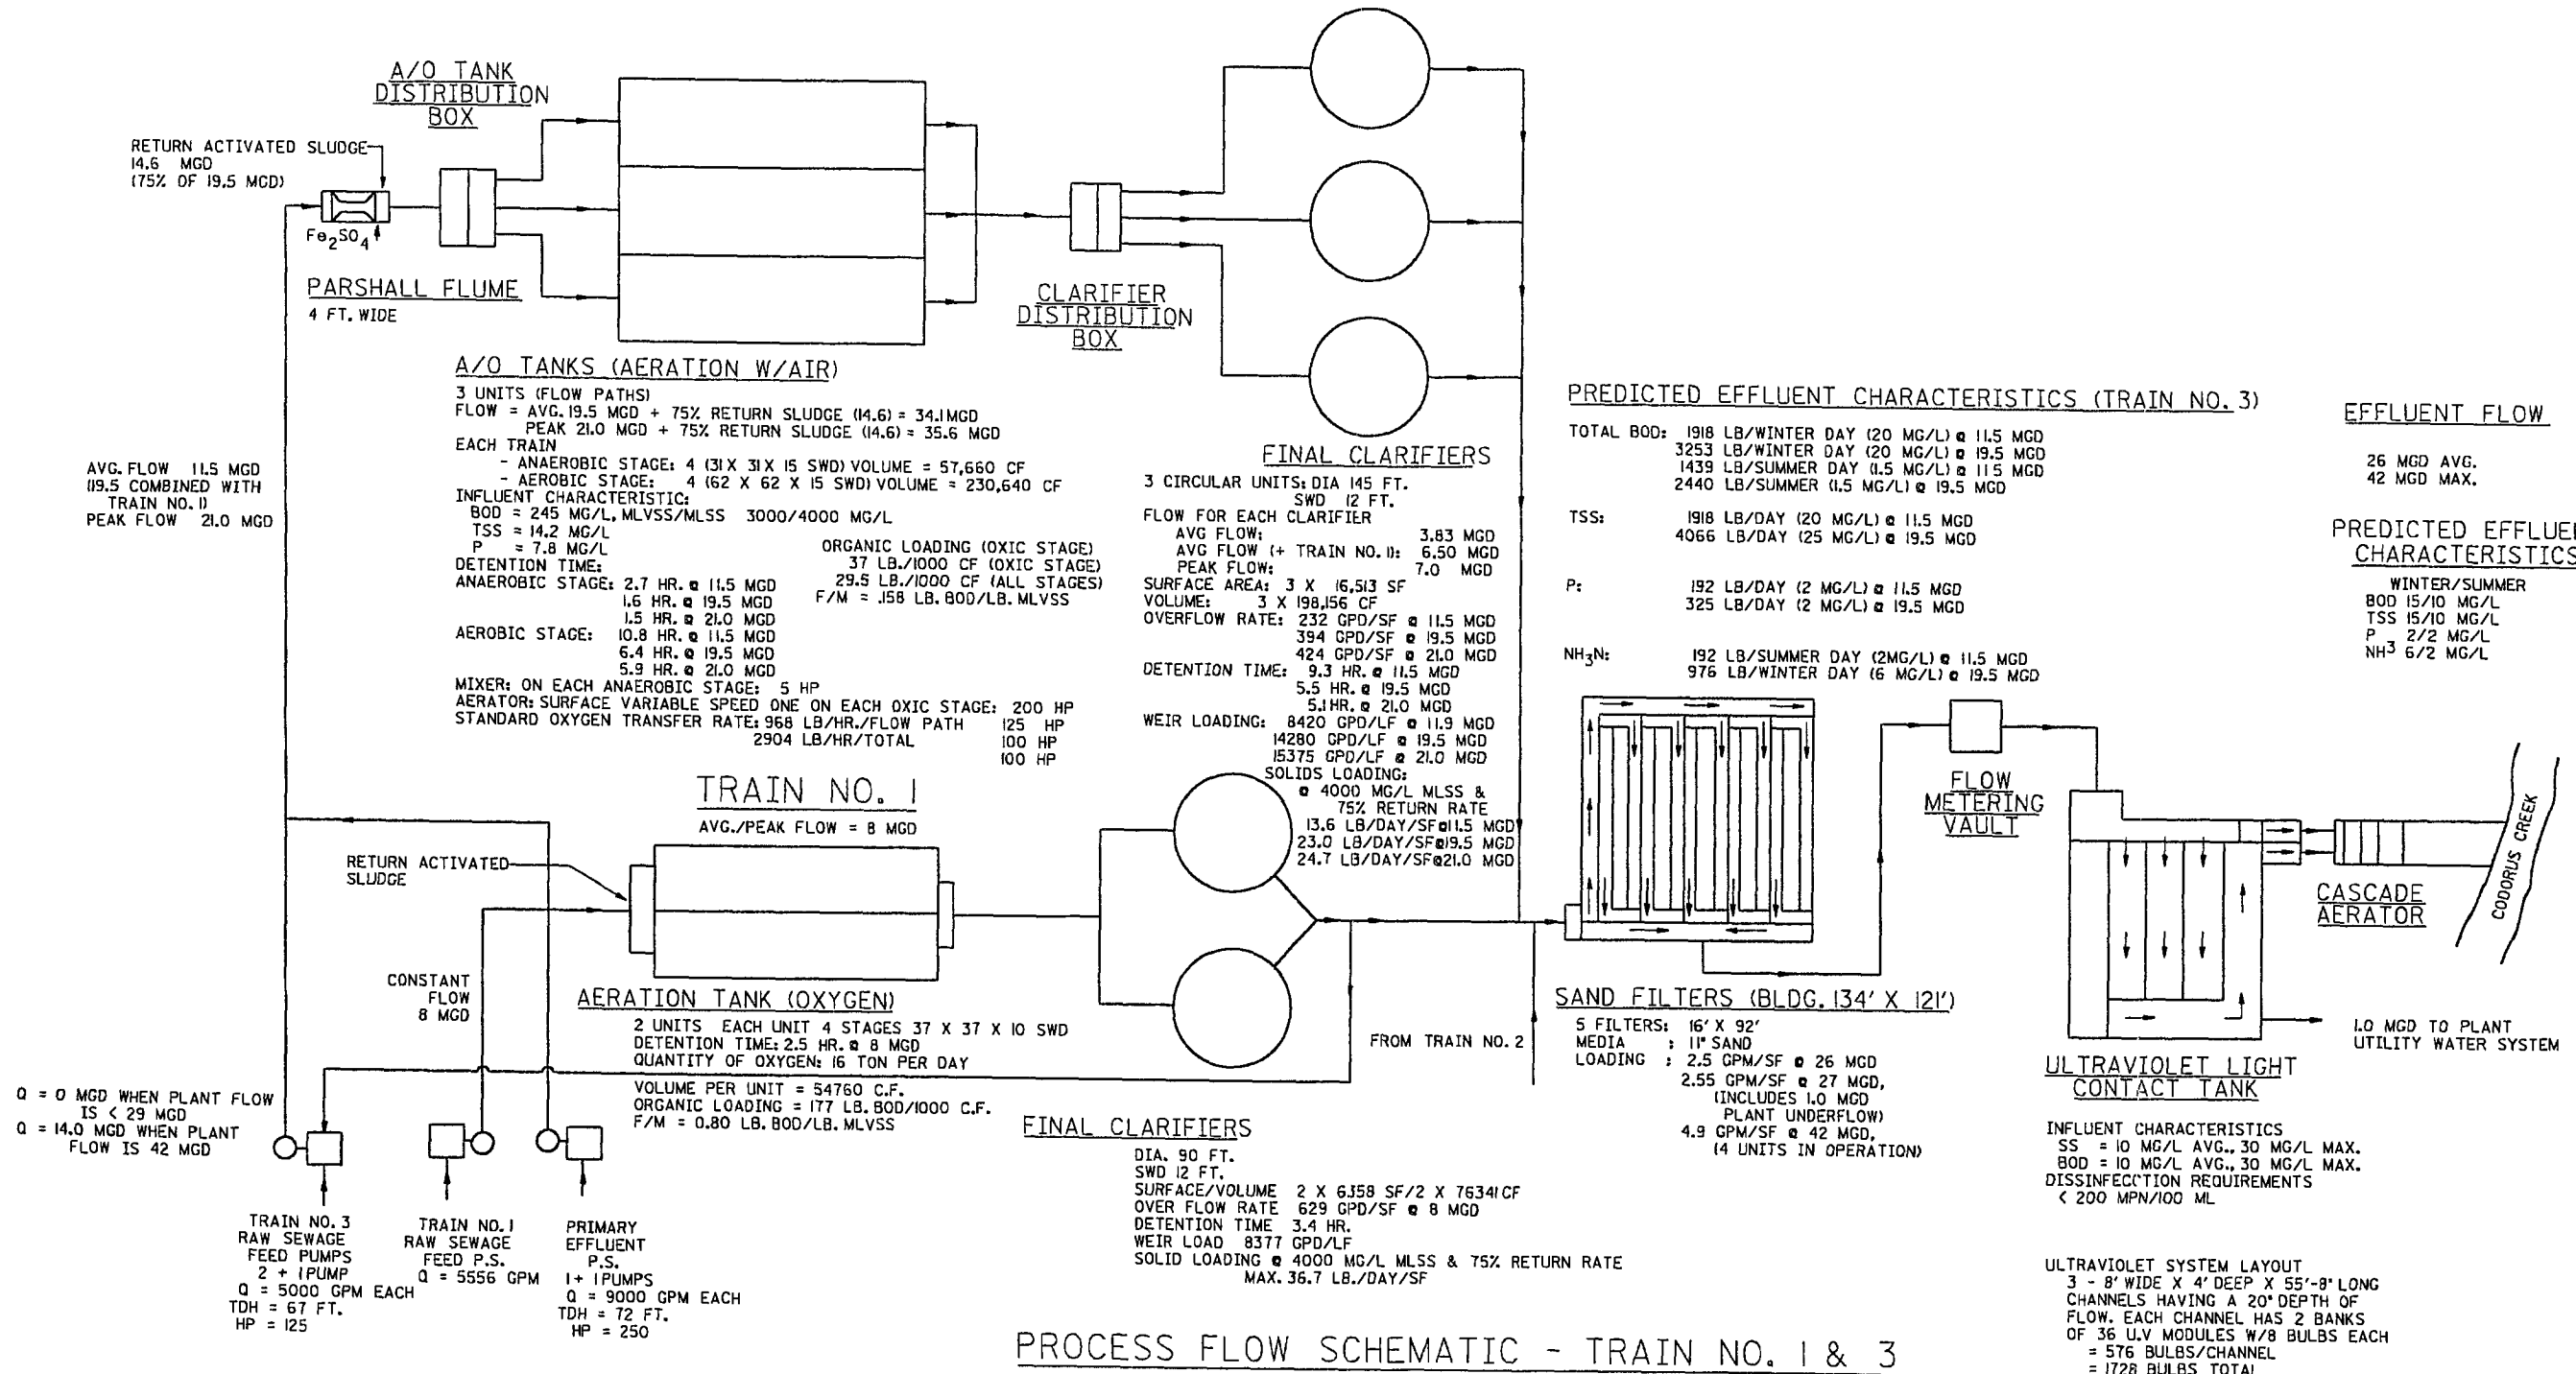 A/O TANK
DISTRIBUTION
BOX
RETURN ACTIVATED SLUDGE
14.6 MGD
(75% OF 19.5 MGD)
Fe2SO4
PARSHALL FLUME
4 FT. WIDE
CLARIFIER
DISTRIBUTION
BOX
A/O TANKS (AERATION W/AIR)
3 UNITS (FLOW PATHS)
FLOW = AVG. 19.5 MGD + 75% RETURN SLUDGE (14.6) = 34.1 MGD
PEAK 21.0 MGD + 75% RETURN SLUDGE (14.6) = 35.6 MGD
EACH TRAIN
- ANAEROBIC STAGE: 4 (31 X 31 X 15 SWD) VOLUME = 57,660 CF
- AEROBIC STAGE: 4 (62 X 62 X 15 SWD) VOLUME = 230,640 CF
INFLUENT CHARACTERISTIC:
BOD = 245 MG/L, MLVSS/MLSS 3000/4000 MG/L
TSS = 14.2 MG/L
P = 7.8 MG/L
DETENTION TIME:
ANAEROBIC STAGE: 2.7 HR. @ 11.5 MGD
1.6 HR. @ 19.5 MGD
1.5 HR. @ 21.0 MGD
AEROBIC STAGE: 10.8 HR. @ 11.5 MGD
6.4 HR. @ 19.5 MGD
5.9 HR. @ 21.0 MGD
ORGANIC LOADING (OXIC STAGE)
37 LB./1000 CF (OXIC STAGE)
29.5 LB./1000 CF (ALL STAGES)
F/M = .158 LB. BOD/LB. MLVSS
MIXER: ON EACH ANAEROBIC STAGE: 5 HP
AERATOR: SURFACE VARIABLE SPEED ONE ON EACH OXIC STAGE: 200 HP
STANDARD OXYGEN TRANSFER RATE: 968 LB/HR./FLOW PATH 125 HP
2904 LB/HR/TOTAL 100 HP
100 HP
AVG. FLOW 11.5 MGD
(19.5 COMBINED WITH
TRAIN NO. 1)
PEAK FLOW 21.0 MGD
FINAL CLARIFIERS
3 CIRCULAR UNITS: DIA 145 FT.
SWD 12 FT.
FLOW FOR EACH CLARIFIER
AVG FLOW: 3.83 MGD
AVG FLOW (+ TRAIN NO. 1): 6.50 MGD
PEAK FLOW: 7.0 MGD
SURFACE AREA: 3 X 16,513 SF
VOLUME: 3 X 198,156 CF
OVERFLOW RATE: 232 GPD/SF @ 11.5 MGD
394 GPD/SF @ 19.5 MGD
424 GPD/SF @ 21.0 MGD
DETENTION TIME: 9.3 HR. @ 11.5 MGD
5.5 HR. @ 19.5 MGD
5.1 HR. @ 21.0 MGD
WEIR LOADING: 8420 GPD/LF @ 11.9 MGD
14280 GPD/LF @ 19.5 MGD
15375 GPD/LF @ 21.0 MGD
SOLIDS LOADING:
@ 4000 MG/L MLSS &
75% RETURN RATE
13.6 LB/DAY/SF @ 11.5 MGD
23.0 LB/DAY/SF @ 19.5 MGD
24.7 LB/DAY/SF @ 21.0 MGD
PREDICTED EFFLUENT CHARACTERISTICS (TRAIN NO. 3)
TOTAL BOD: 1918 LB/WINTER DAY (20 MG/L) @ 11.5 MGD
3253 LB/WINTER DAY (20 MG/L) @ 19.5 MGD
1439 LB/SUMMER DAY (1.5 MG/L) @ 11.5 MGD
2440 LB/SUMMER (1.5 MG/L) @ 19.5 MGD
TSS: 1918 LB/DAY (20 MG/L) @ 11.5 MGD
4066 LB/DAY (25 MG/L) @ 19.5 MGD
P: 192 LB/DAY (2 MG/L) @ 11.5 MGD
325 LB/DAY (2 MG/L) @ 19.5 MGD
NH3N: 192 LB/SUMMER DAY (2MG/L) @ 11.5 MGD
976 LB/WINTER DAY (6 MG/L) @ 19.5 MGD
EFFLUENT FLOW
26 MGD AVG.
42 MGD MAX.
PREDICTED EFFLUE
CHARACTERISTICS
WINTER/SUMMER
BOD 15/10 MG/L
TSS 15/10 MG/L
P 2/2 MG/L
NH3 6/2 MG/L
TRAIN NO. 1
AVG./PEAK FLOW = 8 MGD
RETURN ACTIVATED
SLUDGE
CONSTANT
FLOW
8 MGD
AERATION TANK (OXYGEN)
2 UNITS EACH UNIT 4 STAGES 37 X 37 X 10 SWD
DETENTION TIME: 2.5 HR. @ 8 MGD
QUANTITY OF OXYGEN: 16 TON PER DAY
VOLUME PER UNIT = 54760 C.F.
ORGANIC LOADING = 177 LB. BOD/1000 C.F.
F/M = 0.80 LB. BOD/LB. MLVSS
FROM TRAIN NO. 2
FLOW
METERING
VAULT
CASCADE
AERATOR
CODORUS CREEK
SAND FILTERS (BLDG. 134' X 121')
5 FILTERS: 16' X 92'
MEDIA : 11" SAND
LOADING : 2.5 GPM/SF @ 26 MGD
2.55 GPM/SF @ 27 MGD,
(INCLUDES 1.0 MGD
PLANT UNDERFLOW)
4.9 GPM/SF @ 42 MGD,
(4 UNITS IN OPERATION)
1.0 MGD TO PLANT
UTILITY WATER SYSTEM
ULTRAVIOLET LIGHT
CONTACT TANK
INFLUENT CHARACTERISTICS
SS = 10 MG/L AVG., 30 MG/L MAX.
BOD = 10 MG/L AVG., 30 MG/L MAX.
DISSINFECCTION REQUIREMENTS
< 200 MPN/100 ML
ULTRAVIOLET SYSTEM LAYOUT
3 - 8' WIDE X 4' DEEP X 55'-8" LONG
CHANNELS HAVING A 20" DEPTH OF
FLOW. EACH CHANNEL HAS 2 BANKS
OF 36 U.V MODULES W/8 BULBS EACH
= 576 BULBS/CHANNEL
= 1728 BULBS TOTAL
Q = 0 MGD WHEN PLANT FLOW
IS < 29 MGD
Q = 14.0 MGD WHEN PLANT
FLOW IS 42 MGD
TRAIN NO. 3
RAW SEWAGE
FEED PUMPS
2 + 1 PUMP
Q = 5000 GPM EACH
TDH = 67 FT.
HP = 125
TRAIN NO. 1
RAW SEWAGE
FEED P.S.
Q = 5556 GPM
PRIMARY
EFFLUENT
P.S.
1 + 1 PUMPS
Q = 9000 GPM EACH
TDH = 72 FT.
HP = 250
FINAL CLARIFIERS
DIA. 90 FT.
SWD 12 FT.
SURFACE/VOLUME 2 X 6358 SF/2 X 76341 CF
OVER FLOW RATE 629 GPD/SF @ 8 MGD
DETENTION TIME 3.4 HR.
WEIR LOAD 8377 GPD/LF
SOLID LOADING @ 4000 MG/L MLSS & 75% RETURN RATE
MAX. 36.7 LB./DAY/SF
PROCESS FLOW SCHEMATIC - TRAIN NO. 1 & 3